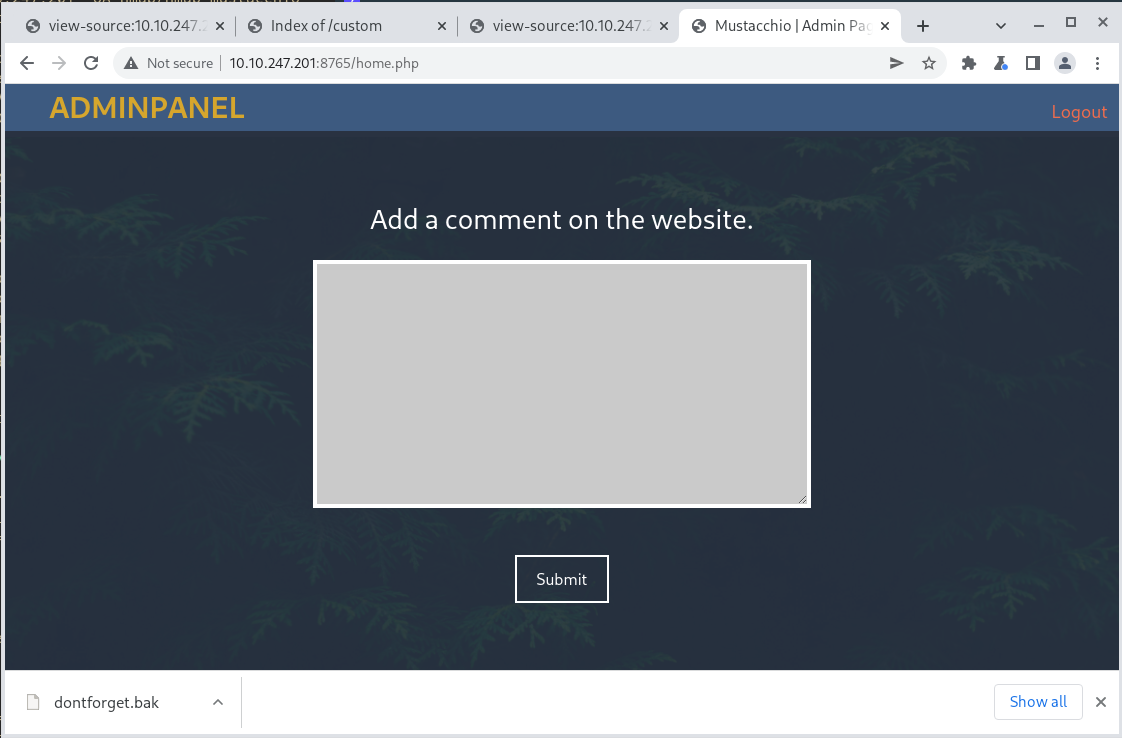 view-source:10.10.247.2
Index of /custom
view-source:10.10.247.2
Mustacchio | Admin Pag
Not secure
10.10.247.201:8765/home.php
ADMINPANEL
Logout
Add a comment on the website.
Submit
dontforget.bak
Show all